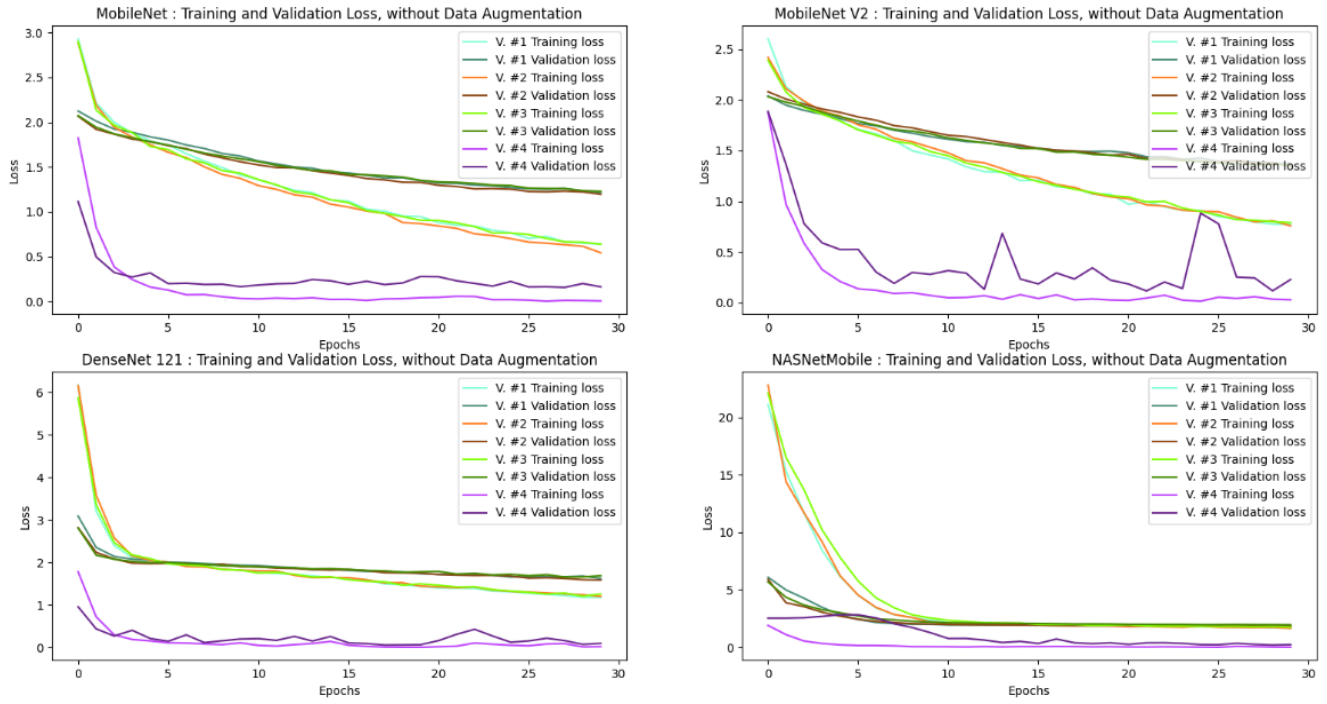 MobileNet : Training and Validation Loss, without Data Augmentation
3.0
2.5
2.0
1.5
1.0
0.5
0.0
Loss
V. #1 Training loss
V. #1 Validation loss
V. #2 Training loss
V. #2 Validation loss
V. #3 Training loss
V. #3 Validation loss
V. #4 Training loss
V. #4 Validation loss
0 5 10 15 20 25 30
Epochs
MobileNet V2 : Training and Validation Loss, without Data Augmentation
2.5
2.0
1.5
1.0
0.5
0.0
Loss
V. #1 Training loss
V. #1 Validation loss
V. #2 Training loss
V. #2 Validation loss
V. #3 Training loss
V. #3 Validation loss
V. #4 Training loss
V. #4 Validation loss
0 5 10 15 20 25 30
Epochs
DenseNet 121 : Training and Validation Loss, without Data Augmentation
6
5
4
3
2
1
0
Loss
V. #1 Training loss
V. #1 Validation loss
V. #2 Training loss
V. #2 Validation loss
V. #3 Training loss
V. #3 Validation loss
V. #4 Training loss
V. #4 Validation loss
0 5 10 15 20 25 30
Epochs
NASNetMobile : Training and Validation Loss, without Data Augmentation
20
15
10
5
0
Loss
V. #1 Training loss
V. #1 Validation loss
V. #2 Training loss
V. #2 Validation loss
V. #3 Training loss
V. #3 Validation loss
V. #4 Training loss
V. #4 Validation loss
0 5 10 15 20 25 30
Epochs